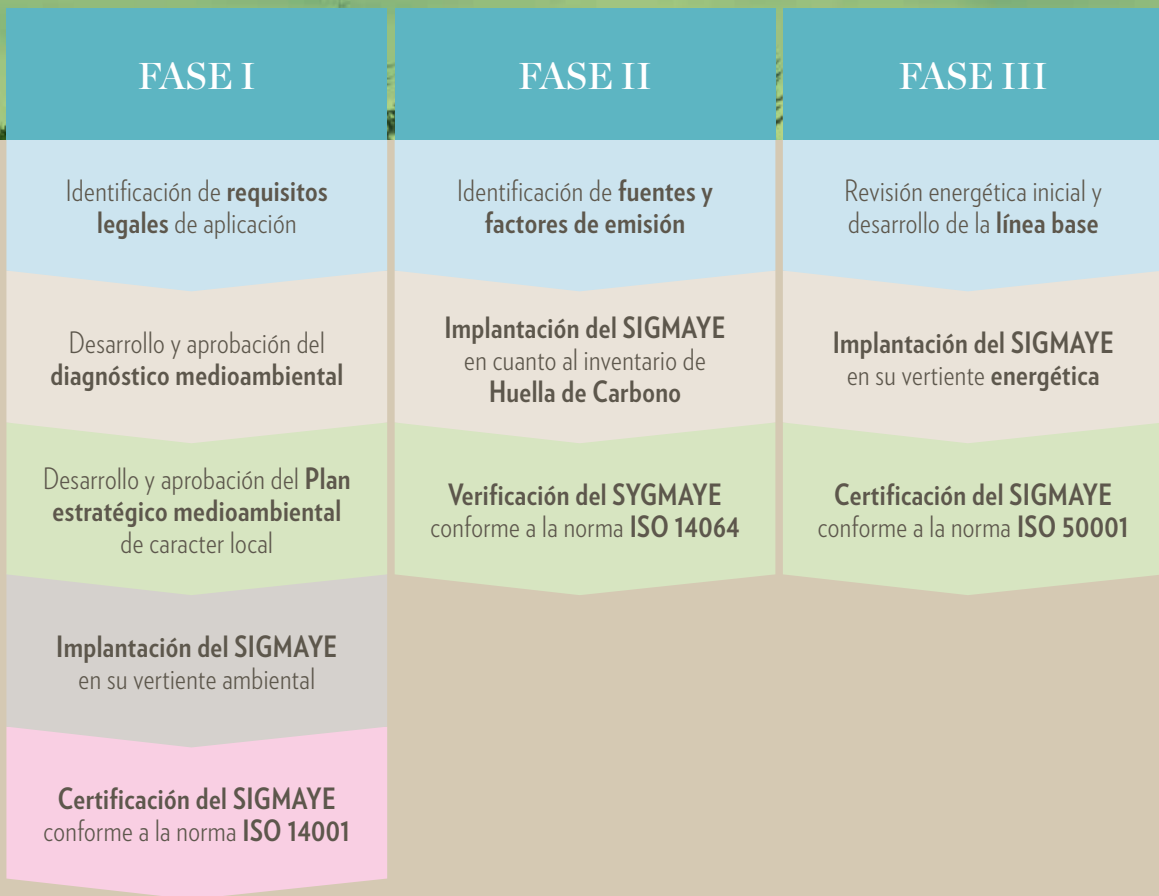 FASE I
Identificación de requisitos
legales de aplicación
Desarrollo y aprobación del
diagnóstico medioambiental
Desarrollo y aprobación del Plan
estratégico medioambiental
de caracter local
Implantación del SIGMAYE
en su vertiente ambiental
Certificación del SIGMAYE
conforme a la norma ISO 14001
FASE II
Identificación de fuentes y
factores de emisión
Implantación del SIGMAYE
en cuanto al inventario de
Huella de Carbono
Verificación del SYGMAYE
conforme a la norma ISO 14064
FASE III
Revisión energética inicial y
desarrollo de la línea base
Implantación del SIGMAYE
en su vertiente energética
Certificación del SIGMAYE
conforme a la norma ISO 50001